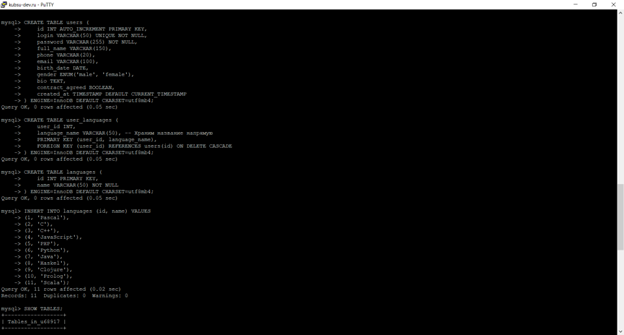 kubsu-dev.ru - PuTTY
mysql> CREATE TABLE users (
    ->     id INT AUTO_INCREMENT PRIMARY KEY,
    ->     login VARCHAR(50) UNIQUE NOT NULL,
    ->     password VARCHAR(255) NOT NULL,
    ->     full_name VARCHAR(150),
    ->     phone VARCHAR(20),
    ->     email VARCHAR(100),
    ->     birth_date DATE,
    ->     gender ENUM('male', 'female'),
    ->     bio TEXT,
    ->     contract_agreed BOOLEAN,
    ->     created_at TIMESTAMP DEFAULT CURRENT_TIMESTAMP
    -> ) ENGINE=InnoDB DEFAULT CHARSET=utf8mb4;
Query OK, 0 rows affected (0.05 sec)
mysql> CREATE TABLE user_languages (
    ->     user_id INT,
    ->     language_name VARCHAR(50), -- Храним название напрямую
    ->     PRIMARY KEY (user_id, language_name),
    ->     FOREIGN KEY (user_id) REFERENCES users(id) ON DELETE CASCADE
    -> ) ENGINE=InnoDB DEFAULT CHARSET=utf8mb4;
Query OK, 0 rows affected (0.05 sec)
mysql> CREATE TABLE languages (
    ->     id INT PRIMARY KEY,
    ->     name VARCHAR(50) NOT NULL
    -> ) ENGINE=InnoDB DEFAULT CHARSET=utf8mb4;
Query OK, 0 rows affected (0.05 sec)
mysql> INSERT INTO languages (id, name) VALUES
    -> (1, 'Pascal'),
    -> (2, 'C'),
    -> (3, 'C++'),
    -> (4, 'JavaScript'),
    -> (5, 'PHP'),
    -> (6, 'Python'),
    -> (7, 'Java'),
    -> (8, 'Haskel'),
    -> (9, 'Clojure'),
    -> (10, 'Prolog'),
    -> (11, 'Scala');
Query OK, 11 rows affected (0.02 sec)
Records: 11  Duplicates: 0  Warnings: 0
mysql> SHOW TABLES;
+------------------+
| Tables_in_u68917 |
+------------------+